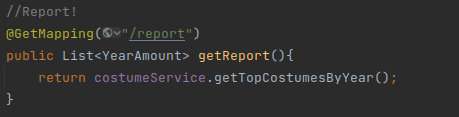 //Report!
@GetMapping("/report")
public List<YearAmount> getReport(){
    return costumeService.getTopCostumesByYear();
}